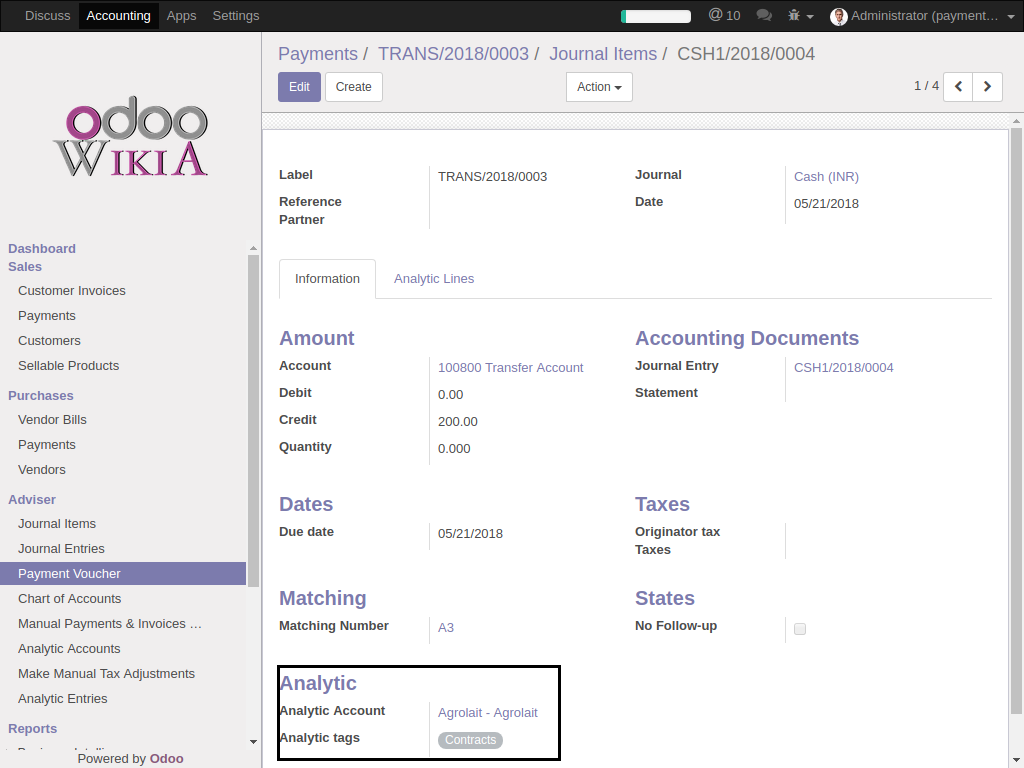 Discuss Accounting Apps Settings @ 10 Administrator (payment...
odoo
WIKIA
Dashboard
Sales
Customer Invoices
Payments
Customers
Sellable Products
Purchases
Vendor Bills
Payments
Vendors
Adviser
Journal Items
Journal Entries
Payment Voucher
Chart of Accounts
Manual Payments & Invoices ...
Analytic Accounts
Make Manual Tax Adjustments
Analytic Entries
Reports
Powered by Odoo
Payments / TRANS/2018/0003 / Journal Items / CSH1/2018/0004
Edit Create Action 1 / 4
Label TRANS/2018/0003 Journal Cash (INR)
Reference Date 05/21/2018
Partner
Information Analytic Lines
Amount Accounting Documents
Account 100800 Transfer Account Journal Entry CSH1/2018/0004
Debit 0.00 Statement
Credit 200.00
Quantity 0.000
Dates Taxes
Due date 05/21/2018 Originator tax
Taxes
Matching States
Matching Number A3 No Follow-up
Analytic
Analytic Account Agrolait - Agrolait
Analytic tags Contracts